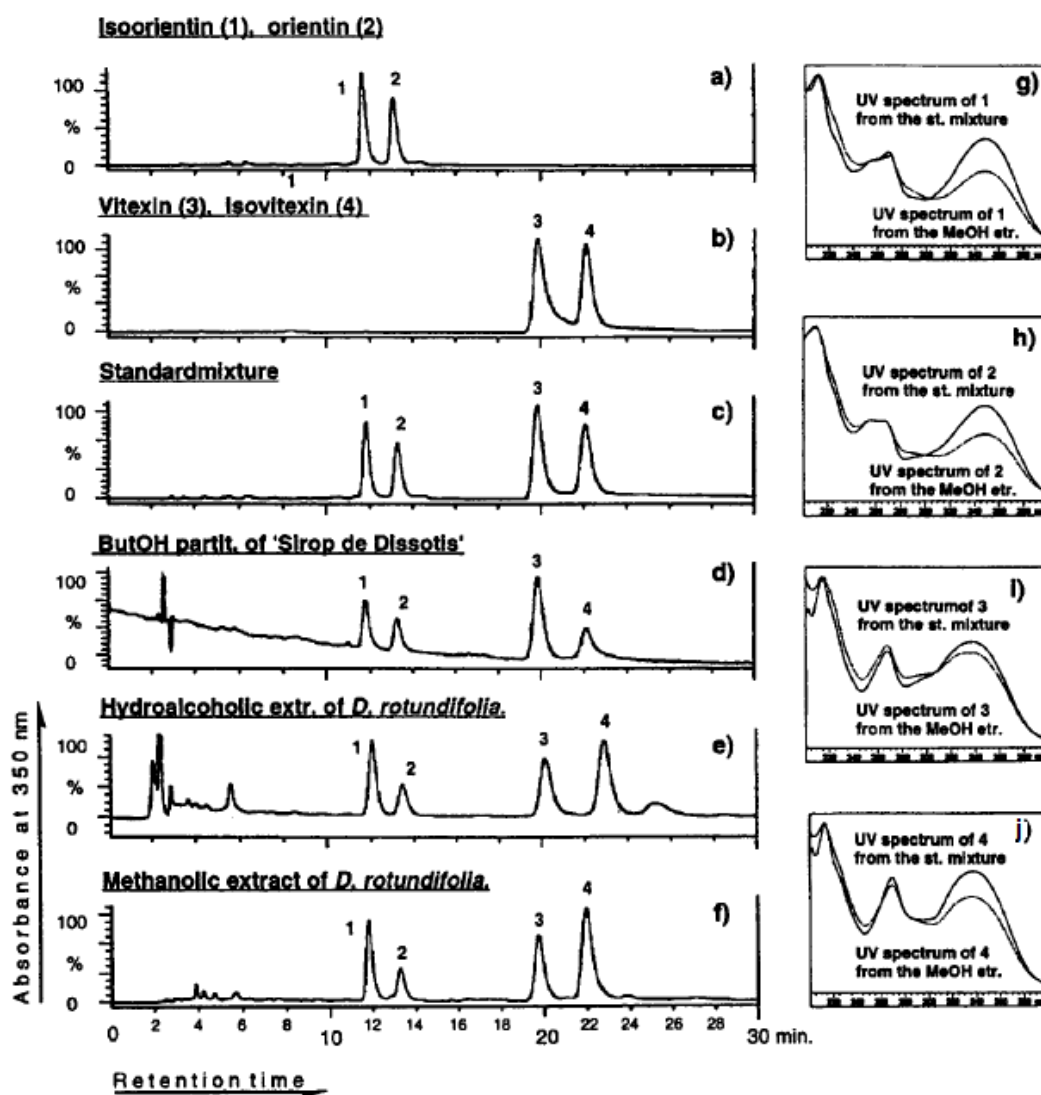 Isoorientin (1), orientin (2)
100
%
0
1
2
a)
1
Vitexin (3), Isovitexin (4)
100
%
0
3
4
b)
Standardmixture
100
%
0
1
2
3
4
c)
ButOH partit. of 'Sirop de Dissotis'
100
%
0
1
2
3
4
d)
Hydroalcoholic extr. of D. rotundifolia.
100
%
0
1
2
3
4
e)
Methanolic extract of D. rotundifolia.
100
%
0
1
2
3
4
f)
0 2 4 6 8 10 12 14 16 18 20 22 24 26 28 30 min.
Retention time
Absorbance at 350 nm
g)
UV spectrum of 1
from the st. mixture
UV spectrum of 1
from the MeOH etr.
h)
UV spectrum of 2
from the st. mixture
UV spectrum of 2
from the MeOH etr.
i)
UV spectrumof 3
from the st. mixture
UV spectrum of 3
from the MeOH etr.
j)
UV spectrum of 4
from the st. mixture
UV spectrum of 4
from the MeOH etr.